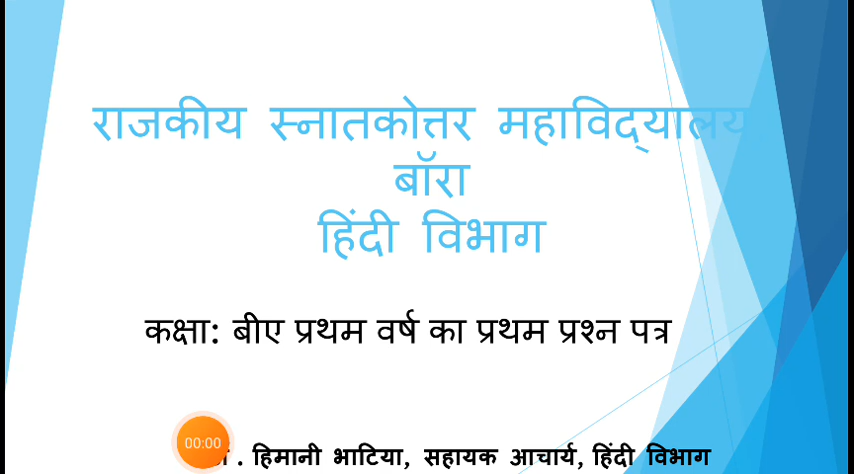 राजकीय स्नातकोत्तर महाविद्यालय
बॉरा
हिंदी विभाग
कक्षा: बीए प्रथम वर्ष का प्रथम प्रश्न पत्र
00:00
. हिमानी भाटिया, सहायक आचार्य, हिंदी विभाग